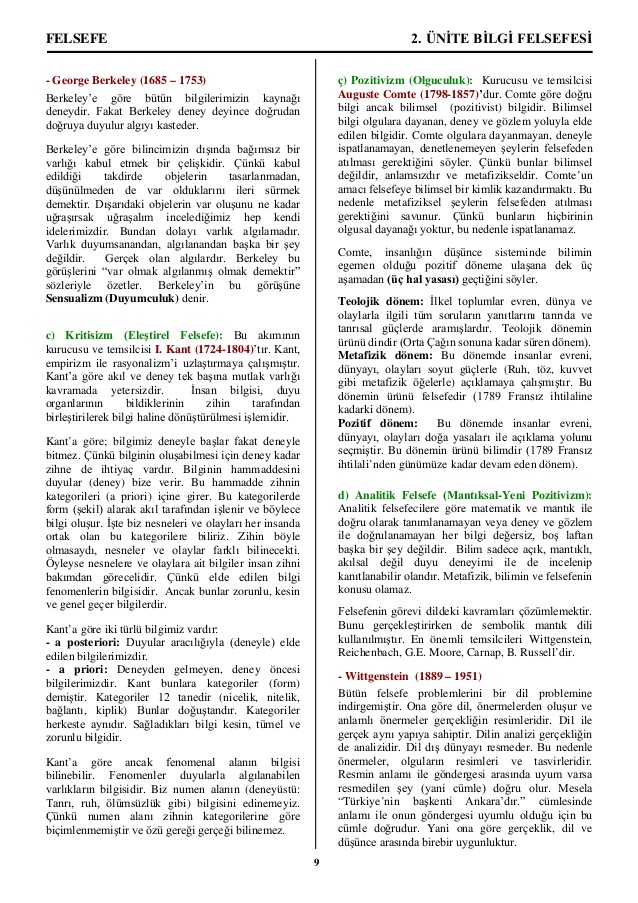 FELSEFE
2. ÜNİTE BİLGİ FELSEFESİ
- George Berkeley (1685 – 1753)
Berkeley’e göre bütün bilgilerimizin kaynağı
deneydir. Fakat Berkeley deney deyince doğrudan
doğruya duyulur algıyı kasteder.
Berkeley’e göre bilincimizin dışında bağımsız bir
varlığı kabul etmek bir çelişkidir. Çünkü kabul
edildiği takdirde objelerin tasarlanmadan,
düşünülmeden de var olduklarını ileri sürmek
demektir. Dışarıdaki objelerin var oluşunu ne kadar
uğraşırsak uğraşalım incelediğimiz hep kendi
idelerimizdir. Bundan dolayı varlık algılamadır.
Varlık duyumsanandan, algılanandan başka bir şey
değildir. Gerçek olan algılardır. Berkeley bu
görüşlerini “var olmak algılanmış olmak demektir”
sözleriyle özetler. Berkeley’in bu görüşüne
Sensualizm (Duyumculuk) denir.
c) Kritisizm (Eleştirel Felsefe): Bu akımının
kurucusu ve temsilcisi I. Kant (1724-1804)’tır. Kant,
empirizm ile rasyonalizm’i uzlaştırmaya çalışmıştır.
Kant’a göre akıl ve deney tek başına mutlak varlığı
kavramada yetersizdir. İnsan bilgisi, duyu
organlarının bildiklerinin zihin tarafından
birleştirilerek bilgi haline dönüştürülmesi işlemidir.
Kant’a göre; bilgimiz deneyle başlar fakat deneyle
bitmez. Çünkü bilginin oluşabilmesi için deney kadar
zihne de ihtiyaç vardır. Bilginin hammaddesini
duyular (deney) bize verir. Bu hammadde zihnin
kategorileri (a priori) içine girer. Bu kategorilerde
form (şekil) alarak akıl tarafından işlenir ve böylece
bilgi oluşur. İşte biz nesneleri ve olayları her insanda
ortak olan bu kategorilere biliriz. Zihin böyle
olmasaydı, nesneler ve olaylar farklı bilinecekti.
Öyleyse nesnelere ve olaylara ait bilgiler insan zihni
bakımdan görecelidir. Çünkü elde edilen bilgi
fenomenlerin bilgisidir. Ancak bunlar zorunlu, kesin
ve genel geçer bilgilerdir.
Kant’a göre iki türlü bilgimiz vardır:
- a posteriori: Duyular aracılığıyla (deneyle) elde
edilen bilgilerimizdir.
- a priori: Deneyden gelmeyen, deney öncesi
bilgilerimizdir. Kant bunlara kategoriler (form)
demiştir. Kategoriler 12 tanedir (nicelik, nitelik,
bağlantı, kiplik) Bunlar doğuştandır. Kategoriler
herkeste aynıdır. Sağladıkları bilgi kesin, tümel ve
zorunlu bilgidir.
Kant’a göre ancak fenomenal alanın bilgisi
bilinebilir. Fenomenler duyularla algılanabilen
varlıkların bilgisidir. Biz numen alanın (deneyüstü:
Tanrı, ruh, ölümsüzlük gibi) bilgisini edinemeyiz.
Çünkü numen alanı zihnin kategorilerine göre
biçimlenmemiştir ve özü gereği gerçeği bilinemez.
ç) Pozitivizm (Olguculuk): Kurucusu ve temsilcisi
Auguste Comte (1798-1857)’dur. Comte göre doğru
bilgi ancak bilimsel (pozitivist) bilgidir. Bilimsel
bilgi olgulara dayanan, deney ve gözlem yoluyla elde
edilen bilgidir. Comte olgulara dayanmayan, deneyle
ispatlanamayan, denetlenemeyen şeylerin felsefeden
atılması gerektiğini söyler. Çünkü bunlar bilimsel
değildir, anlamsızdır ve metafizikseldir. Comte’un
amacı felsefeye bilimsel bir kimlik kazandırmaktı. Bu
nedenle metafiziksel şeylerin felsefeden atılması
gerektiğini savunur. Çünkü bunların hiçbirinin
olgusal dayanağı yoktur, bu nedenle ispatlanamaz.
Comte, insanlığın düşünce sisteminde bilimin
egemen olduğu pozitif döneme ulaşana dek üç
aşamadan (üç hal yasası) geçtiğini söyler.
Teolojik dönem: İlkel toplumlar evren, dünya ve
olaylarla ilgili tüm soruların yanıtlarını tanrıda ve
tanrısal güçlerde aramışlardır. Teolojik dönemin
ürünü dindir (Orta Çağın sonuna kadar süren dönem).
Metafizik dönem: Bu dönemde insanlar evreni,
dünyayı, olayları soyut güçlerle (Ruh, töz, kuvvet
gibi metafizik öğelerle) açıklamaya çalışmıştır. Bu
dönemin ürünü felsefedir (1789 Fransız ihtilaline
kadarki dönem).
Pozitif dönem: Bu dönemde insanlar evreni,
dünyayı, olayları doğa yasaları ile açıklama yolunu
seçmiştir. Bu dönemin ürünü bilimdir (1789 Fransız
ihtilali’nden günümüze kadar devam eden dönem).
d) Analitik Felsefe (Mantıksal-Yeni Pozitivizm):
Analitik felsefecilere göre matematik ve mantık ile
doğru olarak tanımlanamayan veya deney ve gözlem
ile doğrulanamayan her bilgi değersiz, boş laftan
başka bir şey değildir. Bilim sadece açık, mantıklı,
akılsal değil duyu deneyimi ile de incelenip
kanıtlanabilir olandır. Metafizik, bilimin ve felsefenin
konusu olamaz.
Felsefenin görevi dildeki kavramları çözümlemektir.
Bunu gerçekleştirirken de sembolik mantık dili
kullanılmıştır. En önemli temsilcileri Wittgenstein,
Reichenbach, G.E. Moore, Carnap, B. Russell’dir.
- Wittgenstein (1889 – 1951)
Bütün felsefe problemlerini bir dil problemine
indirgemiştir. Ona göre dil, önermelerden oluşur ve
anlamlı önermeler gerçekliğin resimleridir. Dil ile
gerçek aynı yapıya sahiptir. Dilin analizi gerçekliğin
de analizidir. Dil dış dünyayı resmeder. Bu nedenle
önermeler, olguların resimleri ve tasvirleridir.
Resmin anlamı ile göndergesi arasında uyum varsa
resmedilen şey (yani cümle) doğru olur. Mesela
“Türkiye’nin başkenti Ankara’dır.” cümlesinde
anlamı ile onun göndergesi uyumlu olduğu için bu
cümle doğrudur. Yani ona göre gerçeklik, dil ve
düşünce arasında birebir uygunluktur.
9